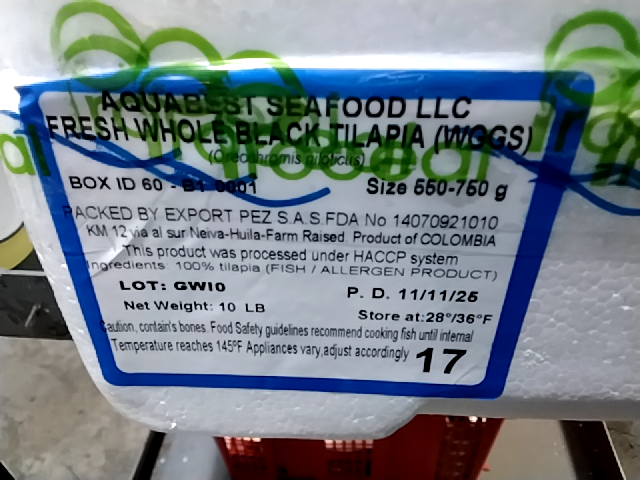 AQUABEST SEAFOOD LLC
FRESH WHOLE BLACK TILAPIA (WGGS)
(Oreochromis niloticus)
BOX ID 60 - B1 0001 Size 550-750 g
PACKED BY EXPORT PEZ S.A.S.FDA No 14070921010
KM 12 via al sur Neiva-Huila-Farm Raised Product of COLOMBIA
This product was processed under HACCP system
Ingredients: 100% tilapia (FISH / ALLERGEN PRODUCT)
LOT: GWI0 P. D. 11/11/25
Net Weight: 10 LB Store at:28°/36°F
Caution, contain's bones. Food Safety guidelines recommend cooking fish until internal
Temperature reaches 145°F Appliances vary,adjust accordingly 17